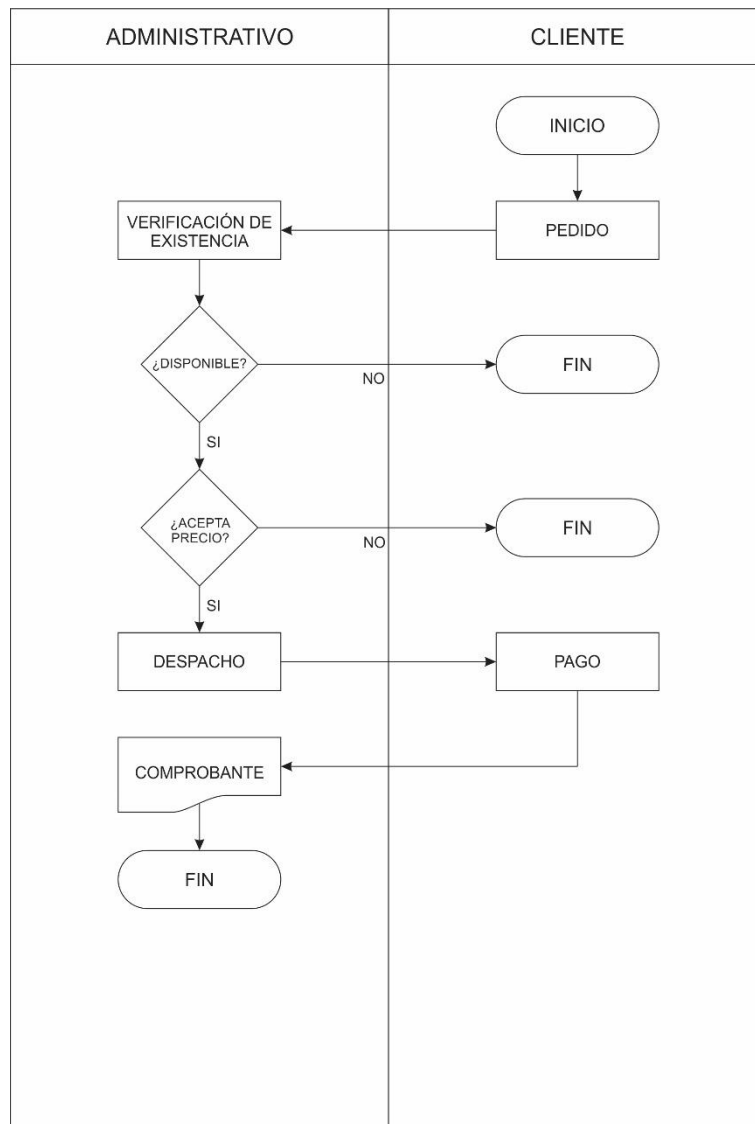 ADMINISTRATIVO
CLIENTE
INICIO
VERIFICACIÓN DE
EXISTENCIA
PEDIDO
¿DISPONIBLE?
NO
FIN
SI
¿ACEPTA
PRECIO?
NO
FIN
SI
DESPACHO
PAGO
COMPROBANTE
FIN